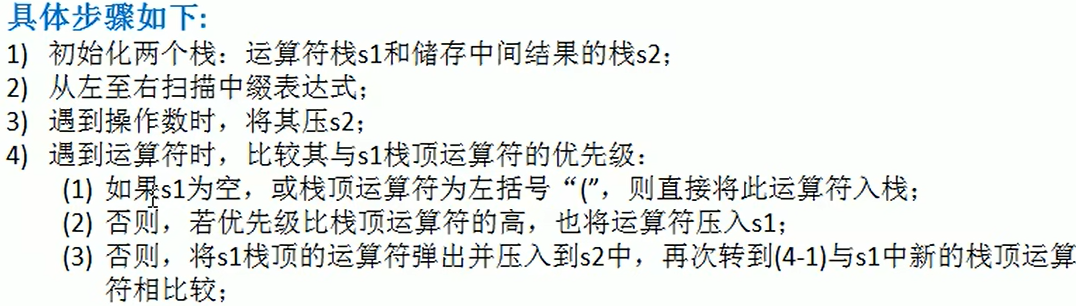 具体步骤如下:
1) 初始化两个栈：运算符栈s1和储存中间结果的栈s2；
2) 从左至右扫描中缀表达式；
3) 遇到操作数时，将其压s2；
4) 遇到运算符时，比较其与s1栈顶运算符的优先级：
(1) 如果s1为空，或栈顶运算符为左括号“(”，则直接将此运算符入栈；
(2) 否则，若优先级比栈顶运算符的高，也将运算符压入s1；
(3) 否则，将s1栈顶的运算符弹出并压入到s2中，再次转到(4-1)与s1中新的栈顶运算
符相比较；